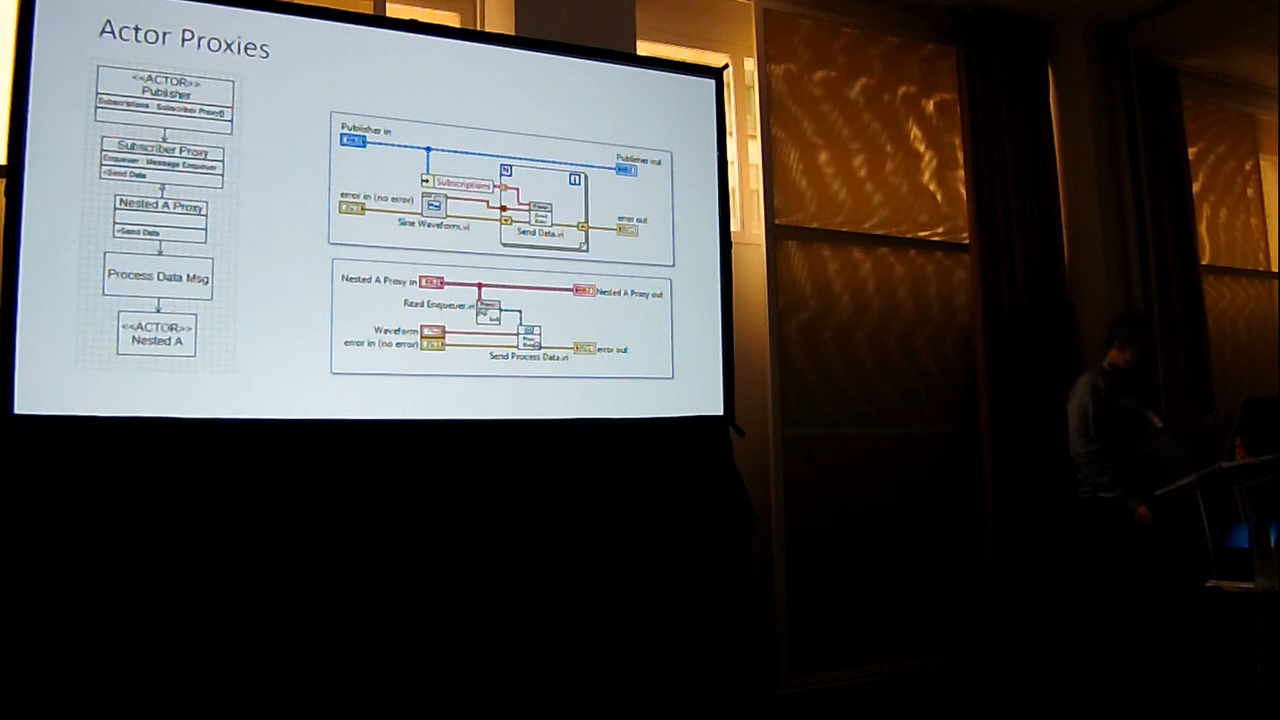 Actor Proxies
<<ACTOR>>
Publisher
Subscriptions : Subscriber Proxy[]
Subscriber Proxy
Enqueuer : Message Enqueuer
+Send Data
Nested A Proxy
+Send Data
Process Data Msg
<<ACTOR>>
Nested A
Publisher in
Publisher out
Subscriptions
error in (no error)
Sine Waveform.vi
N
i
Send Data.vi
error out
Nested A Proxy in
Nested A Proxy out
Read Enqueuer.vi
Waveform
error in (no error)
Send Process Data.vi
error out